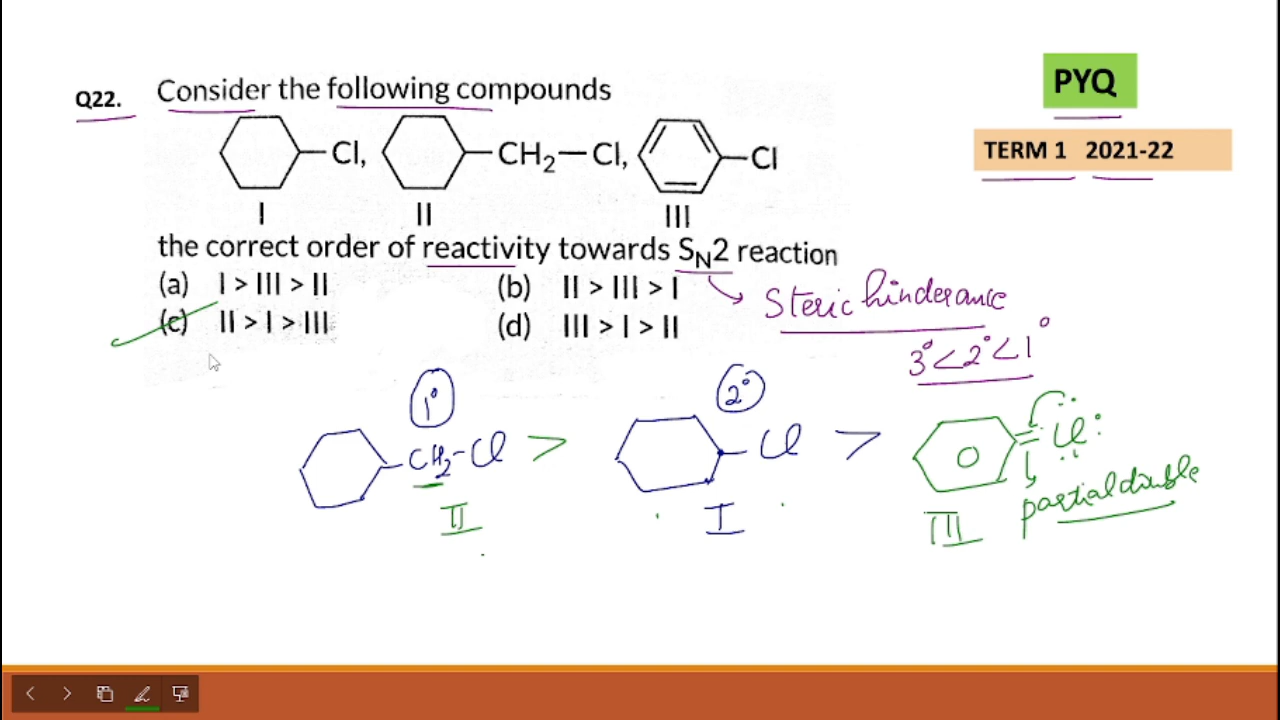 PYQ
TERM 1 2021-22
Q22. Consider the following compounds
Cl, CH₂—Cl, Cl
I II III
the correct order of reactivity towards SN2 reaction
(a) I > III > II (b) II > III > I
(c) II > I > III (d) III > I > II
Steric hinderance
3° < 2° < 1°
1° 2°
CH₂-Cl > Cl > Cl
II I III
partial double